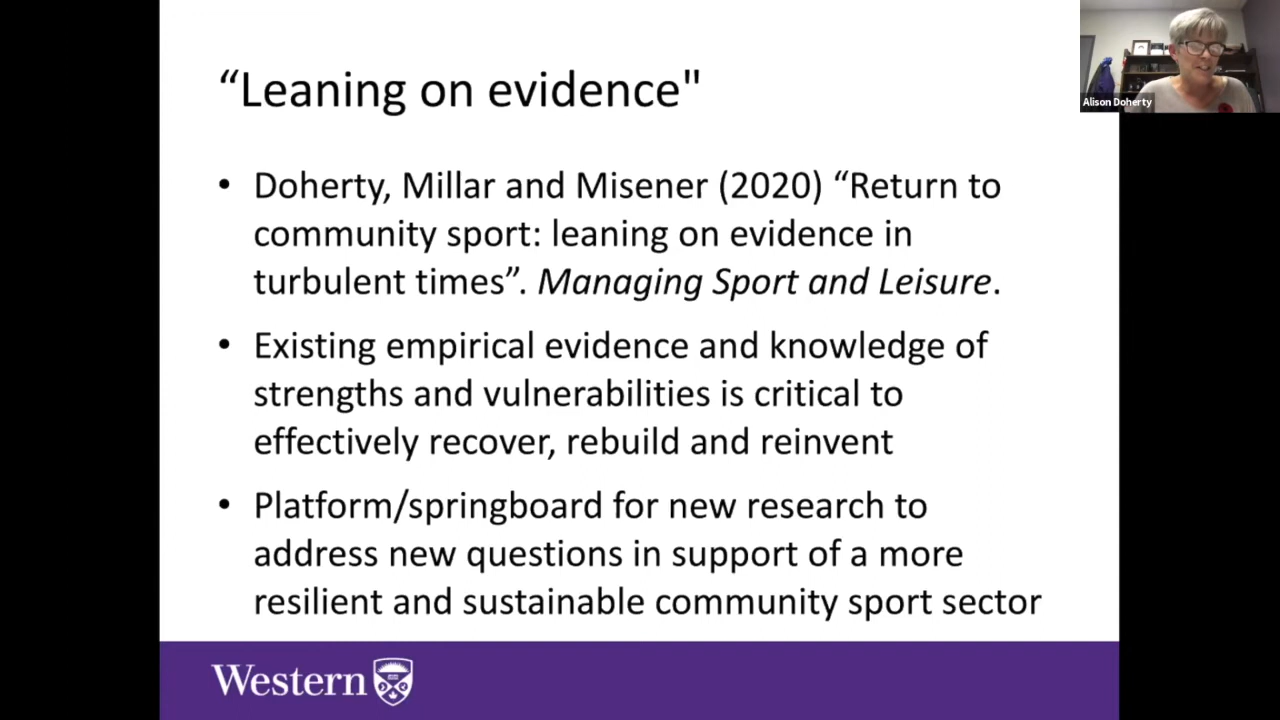 “Leaning on evidence"
• Doherty, Millar and Misener (2020) “Return to
community sport: leaning on evidence in
turbulent times”. Managing Sport and Leisure.
• Existing empirical evidence and knowledge of
strengths and vulnerabilities is critical to
effectively recover, rebuild and reinvent
• Platform/springboard for new research to
address new questions in support of a more
resilient and sustainable community sport sector
Western
Alison Doherty